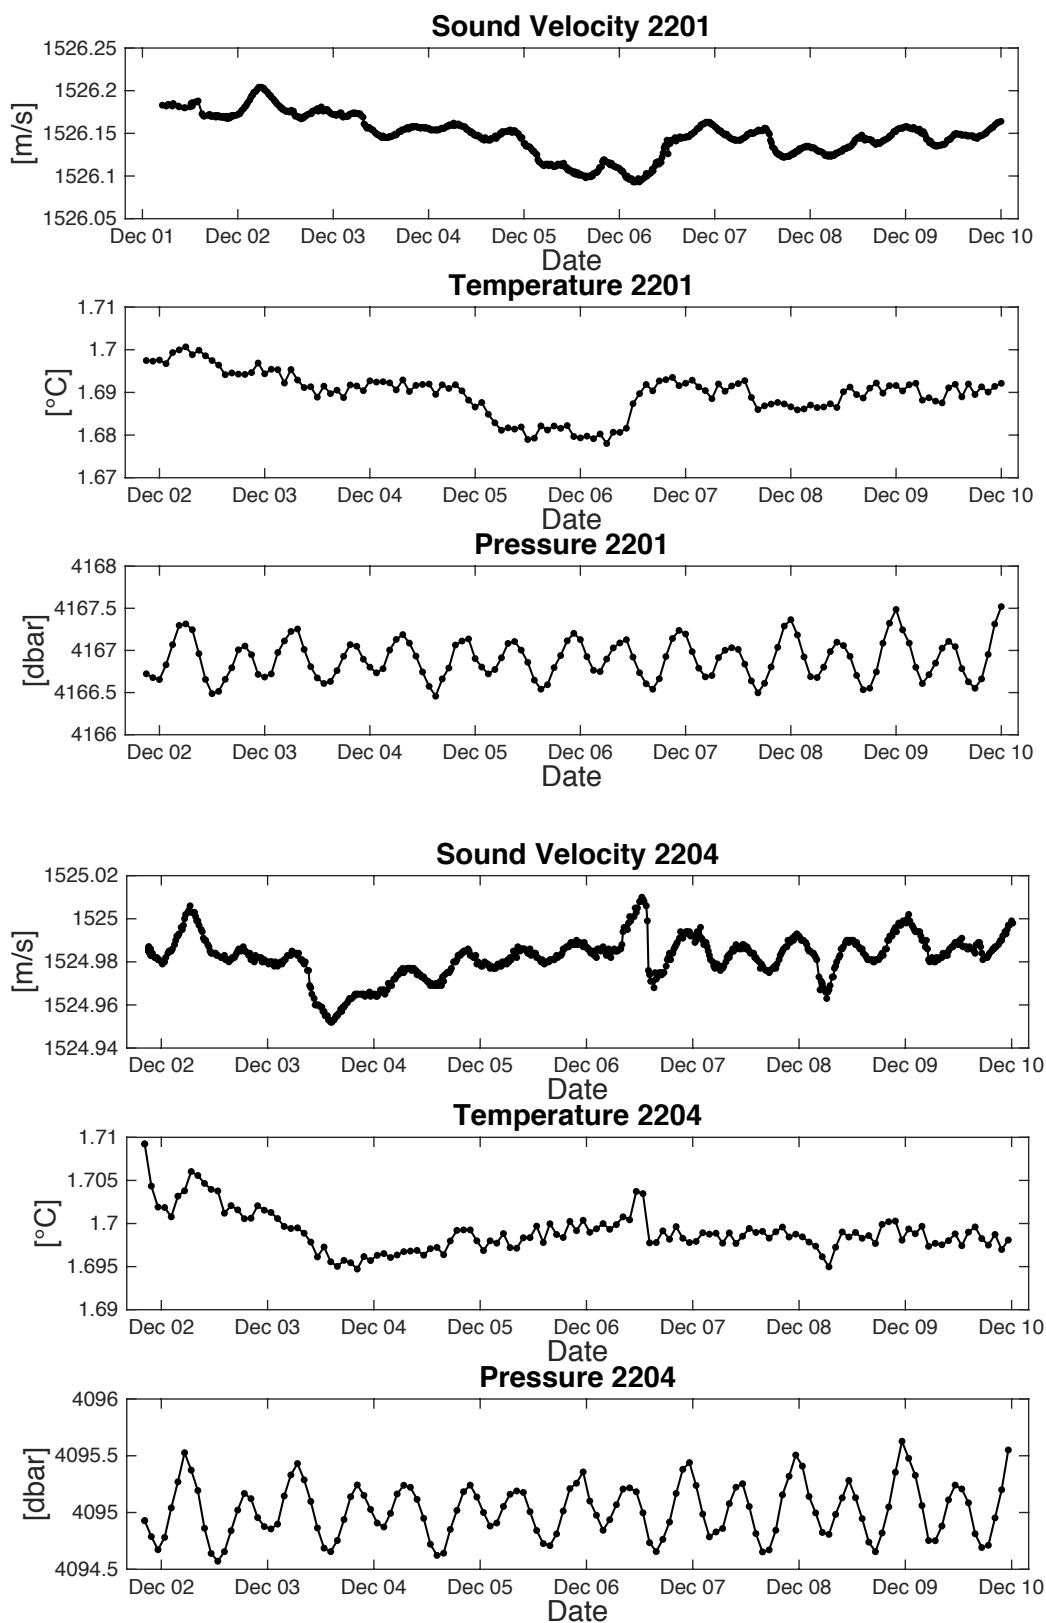 Sound Velocity 2201
1526.25
1526.2
1526.15
1526.1
1526.05
[m/s]
Dec 01 Dec 02 Dec 03 Dec 04 Dec 05 Dec 06 Dec 07 Dec 08 Dec 09 Dec 10
Date
Temperature 2201
1.71
1.7
1.69
1.68
1.67
[°C]
Dec 02 Dec 03 Dec 04 Dec 05 Dec 06 Dec 07 Dec 08 Dec 09 Dec 10
Date
Pressure 2201
4168
4167.5
4167
4166.5
4166
[dbar]
Dec 02 Dec 03 Dec 04 Dec 05 Dec 06 Dec 07 Dec 08 Dec 09 Dec 10
Date
Sound Velocity 2204
1525.02
1525
1524.98
1524.96
1524.94
[m/s]
Dec 02 Dec 03 Dec 04 Dec 05 Dec 06 Dec 07 Dec 08 Dec 09 Dec 10
Date
Temperature 2204
1.71
1.705
1.7
1.695
1.69
[°C]
Dec 02 Dec 03 Dec 04 Dec 05 Dec 06 Dec 07 Dec 08 Dec 09 Dec 10
Date
Pressure 2204
4096
4095.5
4095
4094.5
[dbar]
Dec 02 Dec 03 Dec 04 Dec 05 Dec 06 Dec 07 Dec 08 Dec 09 Dec 10
Date